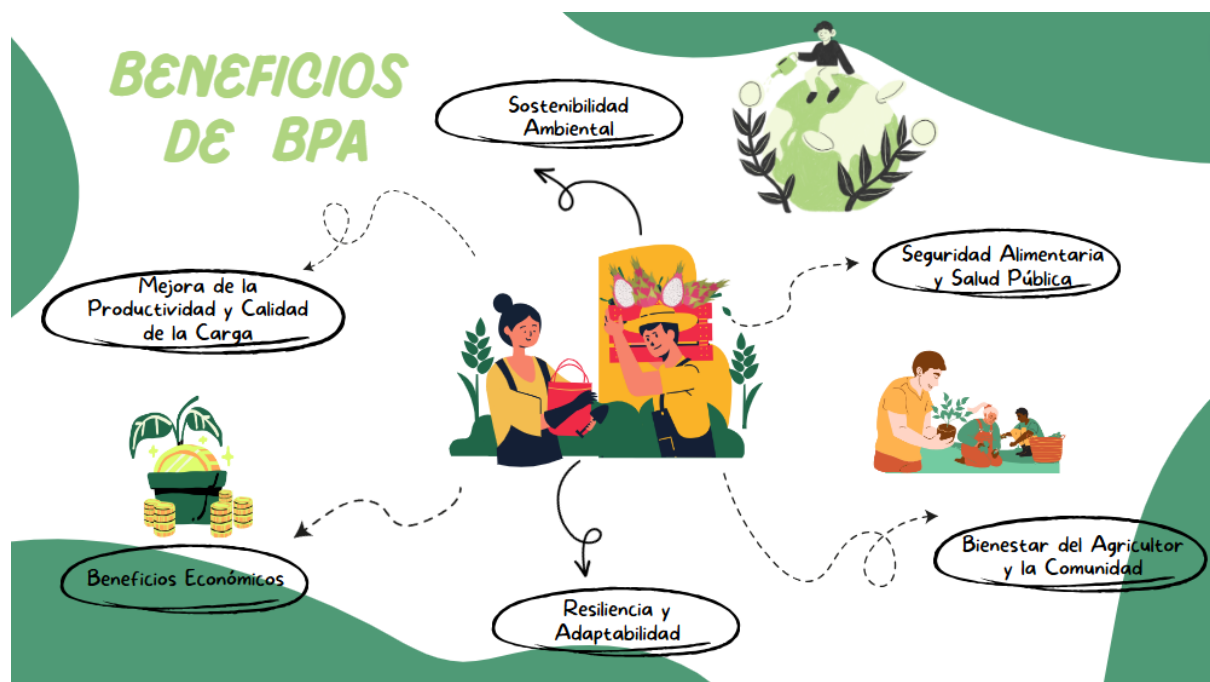 BENEFICIOS
DE BPA
Sostenibilidad
Ambiental
Seguridad Alimentaria
y Salud Pública
Mejora de la
Productividad y Calidad
de la Carga
Beneficios Económicos
Bienestar del Agricultor
y la Comunidad
Resiliencia y
Adaptabilidad